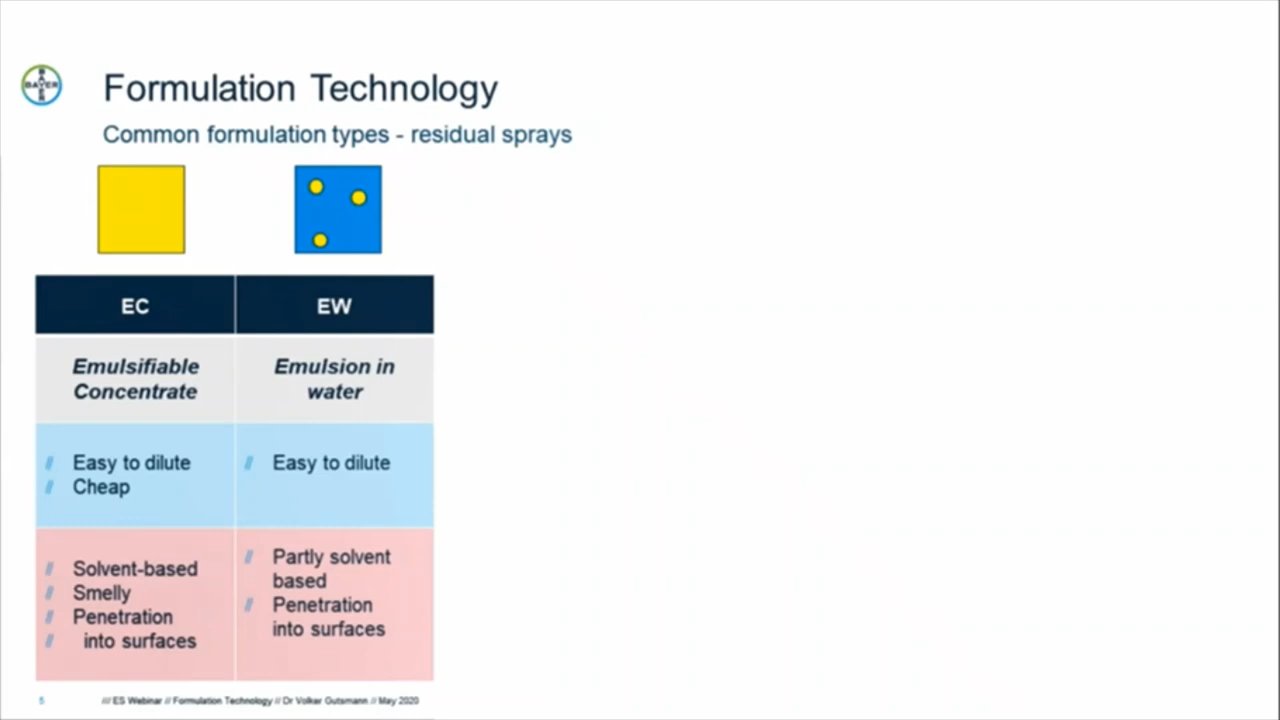 BAYER
BAYER
Formulation Technology
Common formulation types - residual sprays
EC
EW
Emulsifiable
Concentrate
Emulsion in
water
// Easy to dilute
// Cheap
// Easy to dilute
// Solvent-based
// Smelly
// Penetration
// into surfaces
// Partly solvent
based
// Penetration
into surfaces
5
/// ES Webinar // Formulation Technology // Dr Volker Gutsmann // May 2020